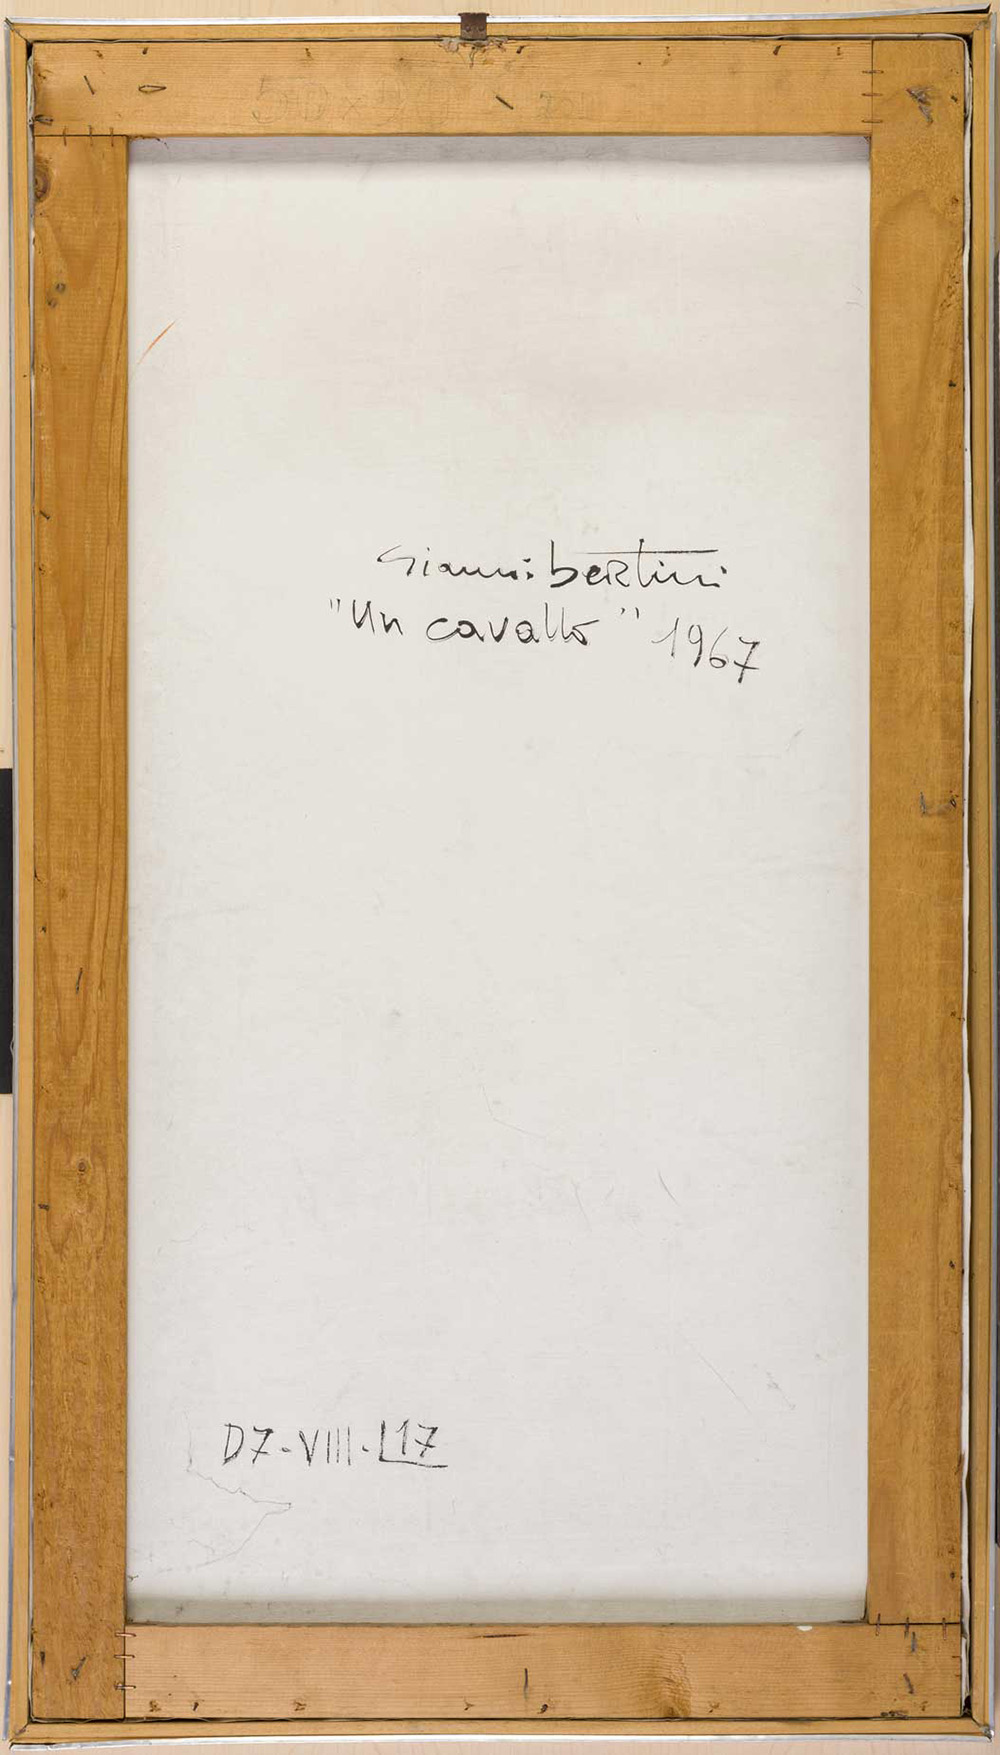 gianni bertini
"Un cavallo" 1967
D7-VIII-L17